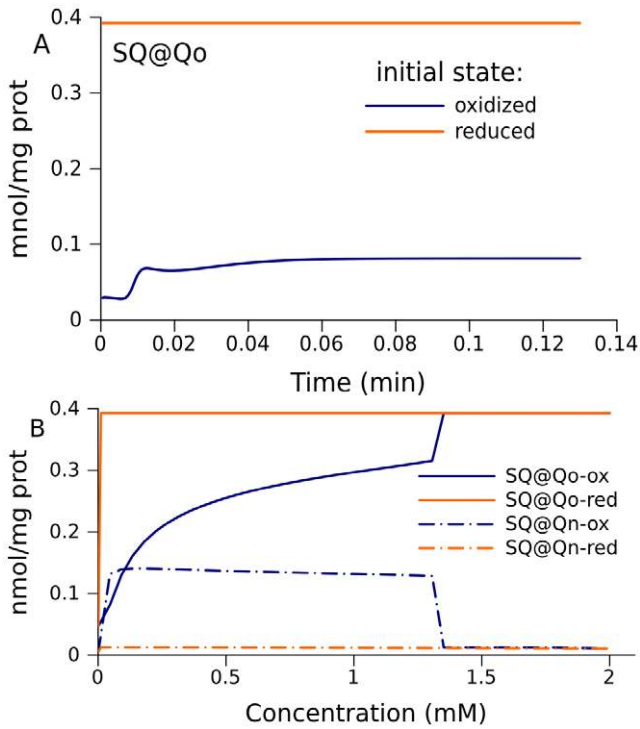 A
SQ@Qo
initial state:
oxidized
reduced
0.4
0.3
0.2
0.1
0
mnol/mg prot
0 0.02 0.04 0.06 0.08 0.10 0.12 0.14
Time (min)
B
0.4
0.3
0.2
0.1
0
nmol/mg prot
SQ@Qo-ox
SQ@Qo-red
SQ@Qn-ox
SQ@Qn-red
0 0.5 1 1.5 2
Concentration (mM)